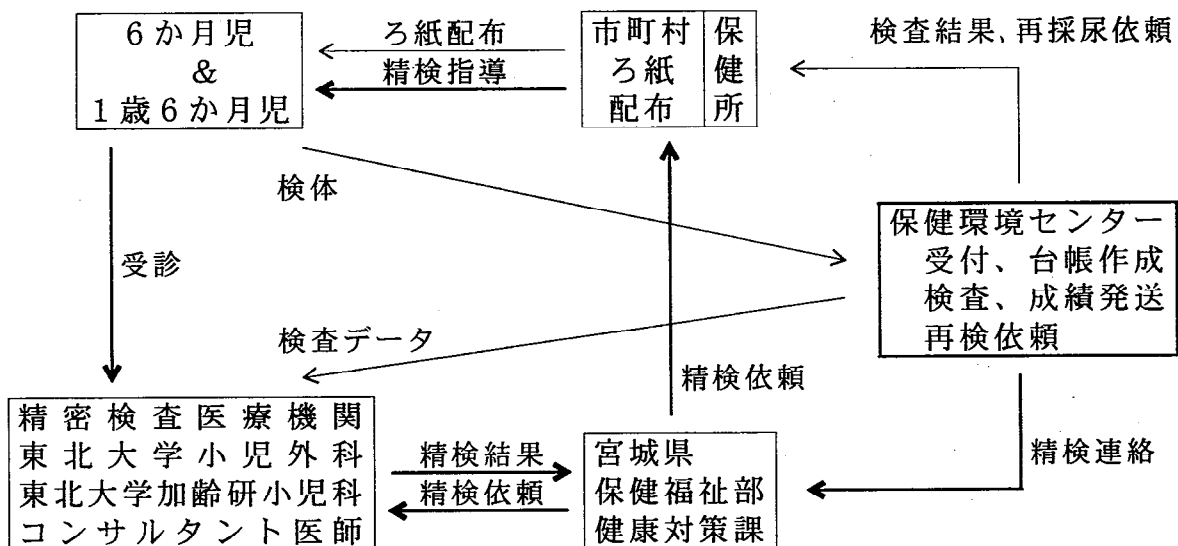 6か月児
&
1歳6か月児
ろ紙配布
精検指導
市町村
ろ紙
配布
保健所
検査結果、再採尿依頼
検体
受診
保健環境センター
受付、台帳作成
検査、成績発送
再検依頼
検査データ
精検依頼
精検連絡
精密検査医療機関
東北大学小児外科
東北大学加齢研小児科
コンサルタント医師
精検結果
精検依頼
宮城県
保健福祉部
健康対策課